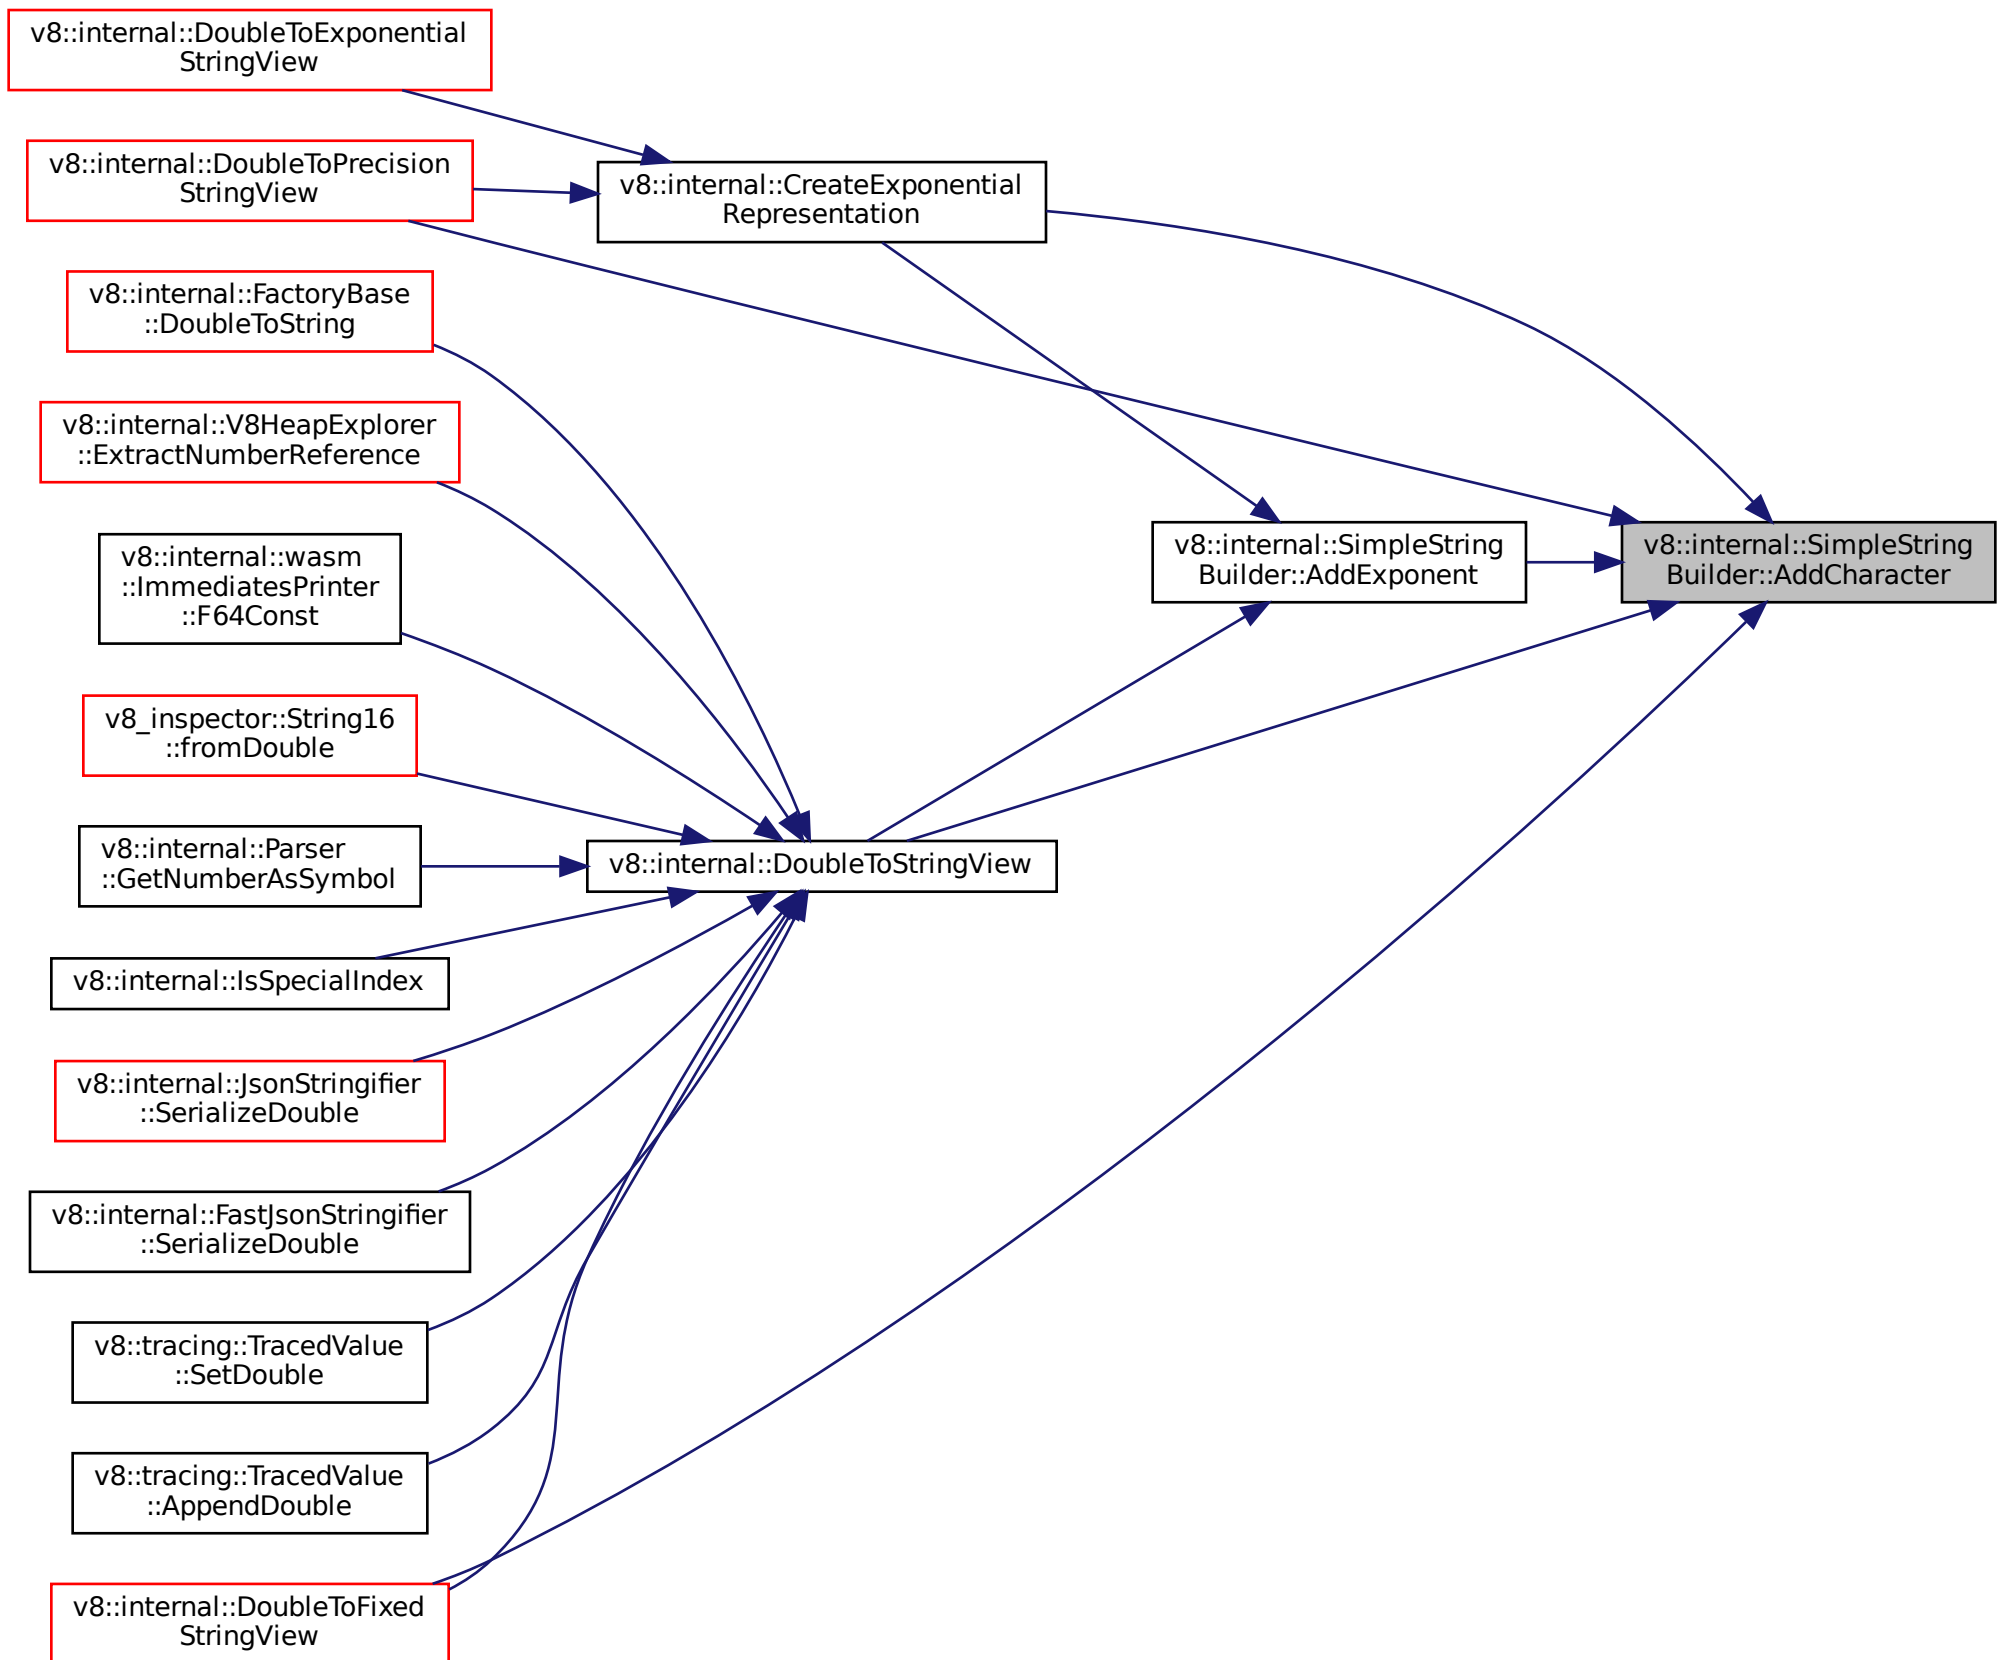 v8::internal::DoubleToExponential
StringView
v8::internal::DoubleToPrecision
StringView
v8::internal::CreateExponential
Representation
v8::internal::FactoryBase
::DoubleToString
v8::internal::V8HeapExplorer
::ExtractNumberReference
v8::internal::wasm
::ImmediatesPrinter
::F64Const
v8::internal::SimpleString
Builder::AddExponent
v8::internal::SimpleString
Builder::AddCharacter
v8_inspector::String16
::fromDouble
v8::internal::Parser
::GetNumberAsSymbol
v8::internal::DoubleToStringView
v8::internal::IsSpecialIndex
v8::internal::JsonStringifier
::SerializeDouble
v8::internal::FastJsonStringifier
::SerializeDouble
v8::tracing::TracedValue
::SetDouble
v8::tracing::TracedValue
::AppendDouble
v8::internal::DoubleToFixed
StringView